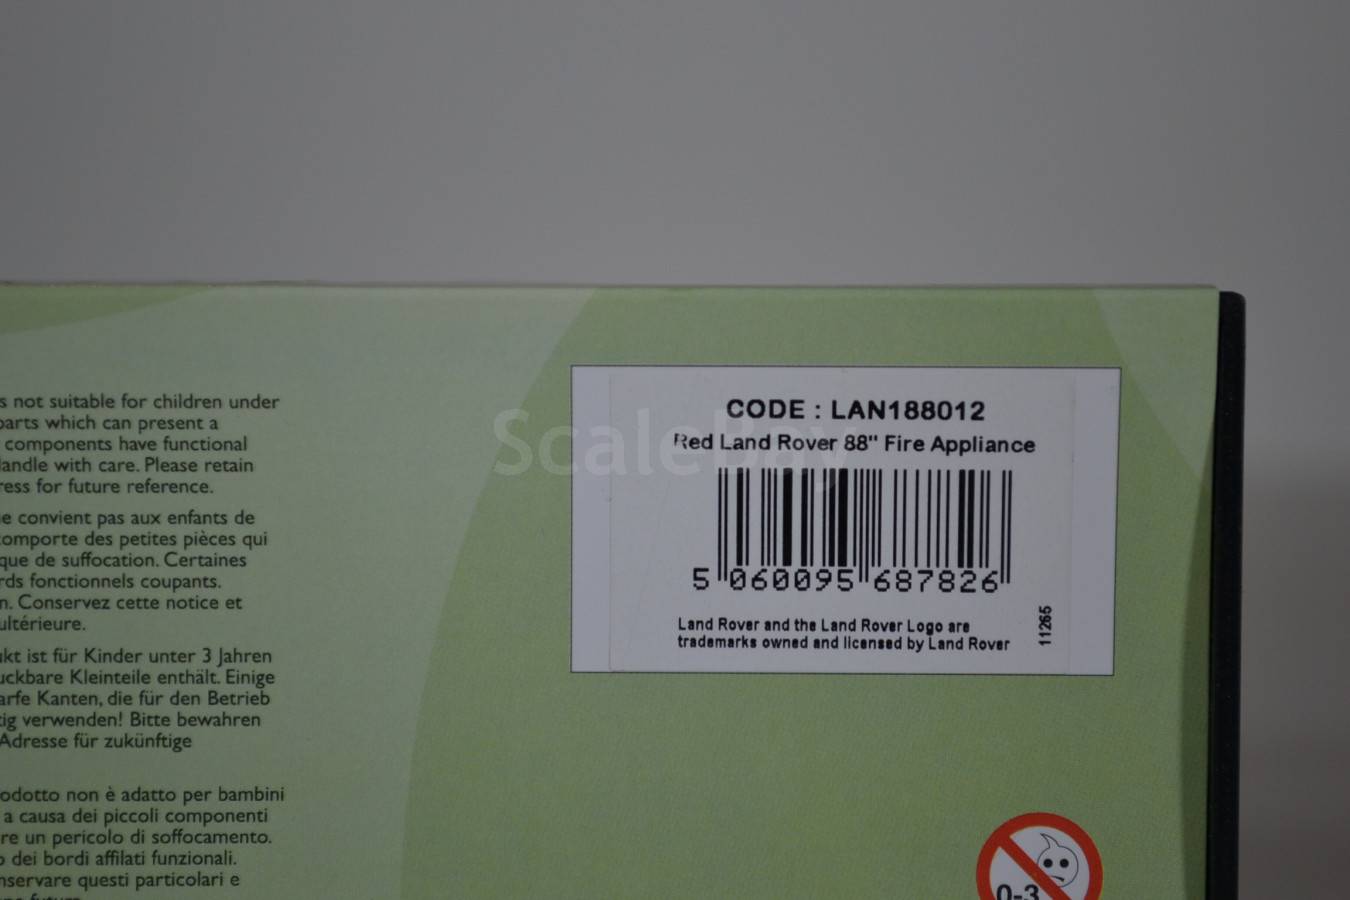 s not suitable for children under
parts which can present a
components have functional
andle with care. Please retain
ress for future reference.
e convient pas aux enfants de
comporte des petites pièces qui
que de suffocation. Certaines
rds fonctionnels coupants.
n. Conservez cette notice et
ultérieure.
ukt ist für Kinder unter 3 Jahren
uckbare Kleinteile enthält. Einige
arfe Kanten, die für den Betrieb
tig verwenden! Bitte bewahren
Adresse für zukünftige
odotto non è adatto per bambini
a causa dei piccoli componenti
re un pericolo di soffocamento.
o dei bordi affilati funzionali.
nservare questi particolari e
ScaleBay
CODE : LAN188012
Red Land Rover 88" Fire Appliance
5 060095 687826
Land Rover and the Land Rover Logo are
trademarks owned and licensed by Land Rover
11265
0-3